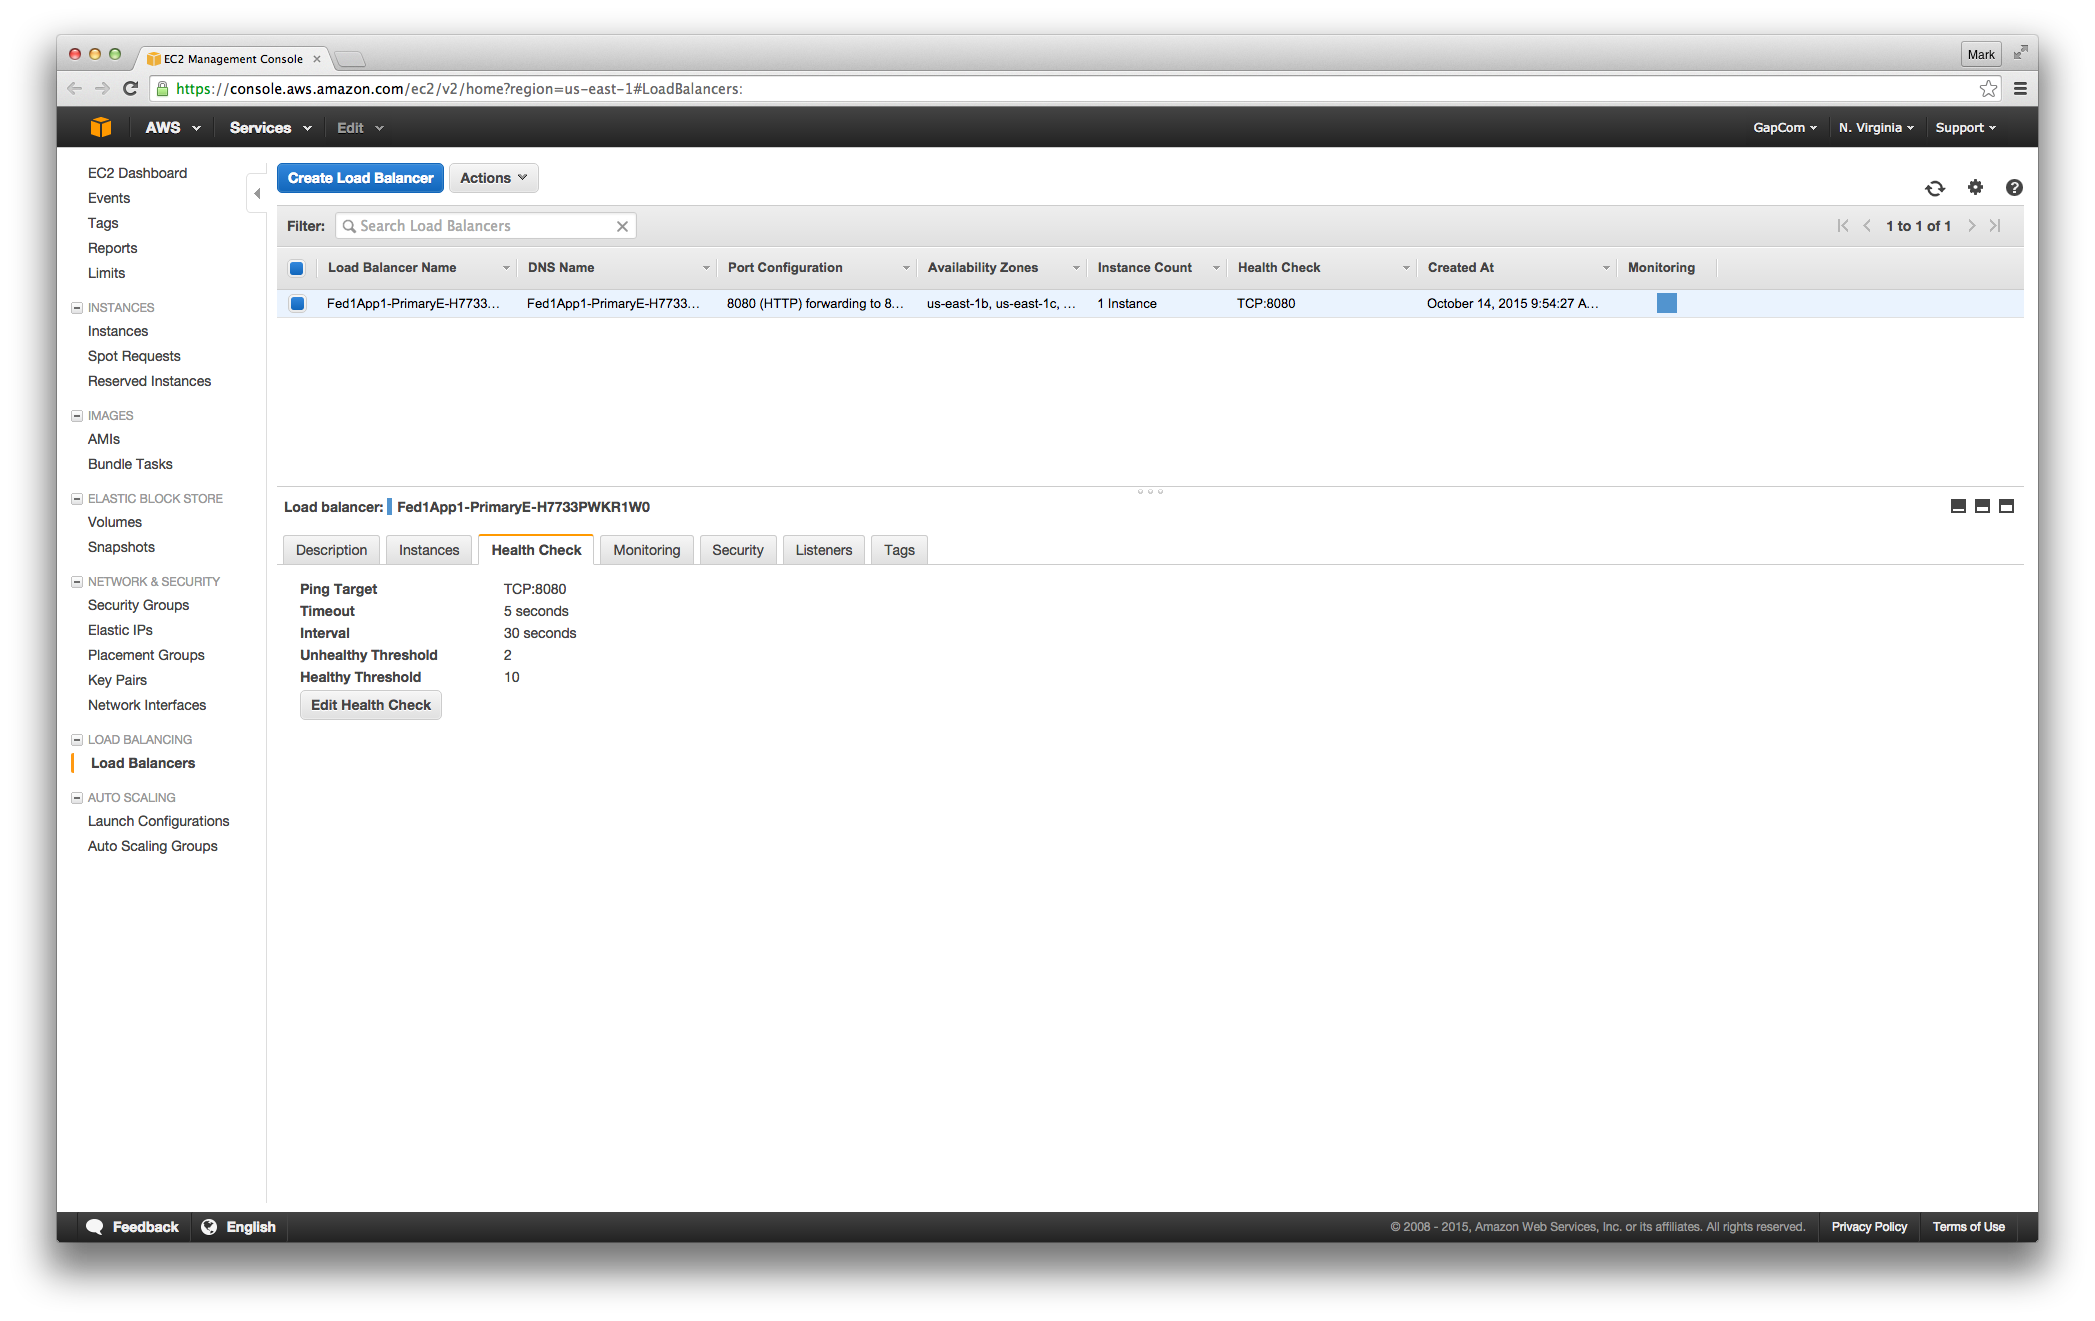 EC2 Management Console
Mark
https://console.aws.amazon.com/ec2/v2/home?region=us-east-1#LoadBalancers:
AWS Services Edit GapCom N. Virginia Support
EC2 Dashboard
Events
Tags
Reports
Limits
INSTANCES
Instances
Spot Requests
Reserved Instances
IMAGES
AMIs
Bundle Tasks
ELASTIC BLOCK STORE
Volumes
Snapshots
NETWORK & SECURITY
Security Groups
Elastic IPs
Placement Groups
Key Pairs
Network Interfaces
LOAD BALANCING
Load Balancers
AUTO SCALING
Launch Configurations
Auto Scaling Groups
Create Load Balancer Actions
Filter: Search Load Balancers 1 to 1 of 1
Load Balancer Name DNS Name Port Configuration Availability Zones Instance Count Health Check Created At Monitoring
Fed1App1-PrimaryE-H7733... Fed1App1-PrimaryE-H7733... 8080 (HTTP) forwarding to 8... us-east-1b, us-east-1c, ... 1 Instance TCP:8080 October 14, 2015 9:54:27 A...
Load balancer: Fed1App1-PrimaryE-H7733PWKR1W0
Description Instances Health Check Monitoring Security Listeners Tags
Ping Target TCP:8080
Timeout 5 seconds
Interval 30 seconds
Unhealthy Threshold 2
Healthy Threshold 10
Edit Health Check
Feedback English © 2008 - 2015, Amazon Web Services, Inc. or its affiliates. All rights reserved. Privacy Policy Terms of Use